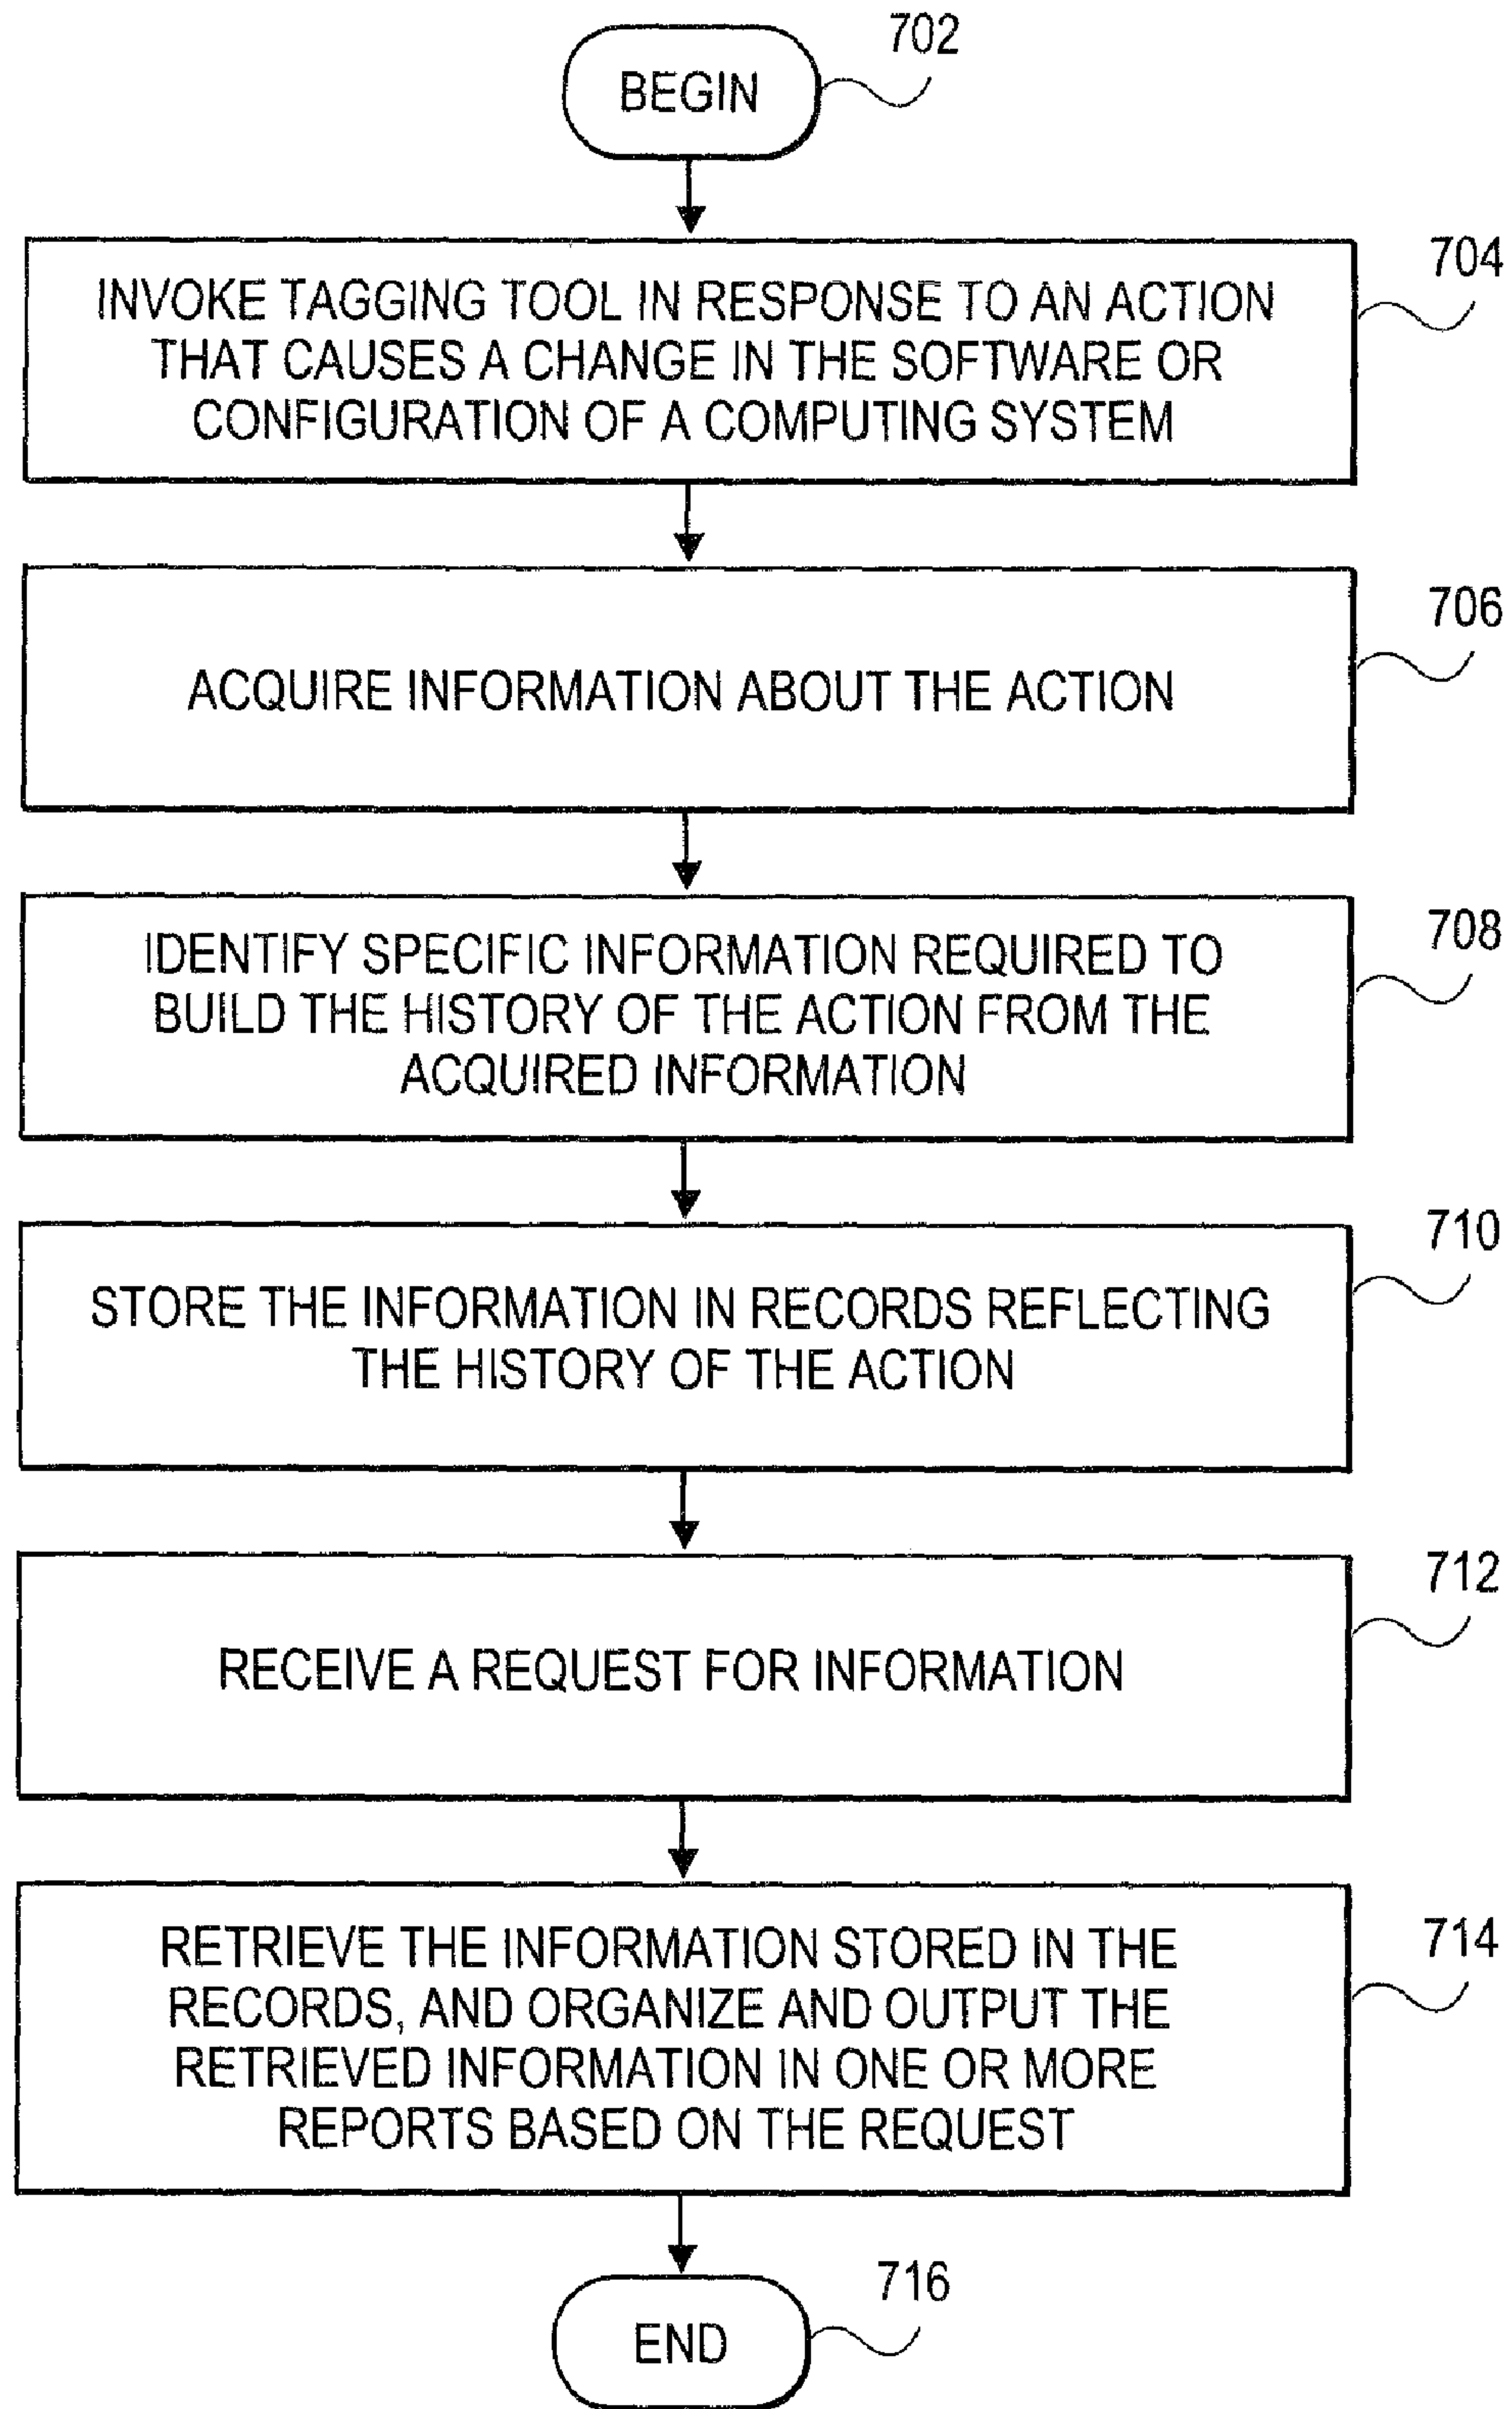 702
BEGIN
704
INVOKE TAGGING TOOL IN RESPONSE TO AN ACTION
THAT CAUSES A CHANGE IN THE SOFTWARE OR
CONFIGURATION OF A COMPUTING SYSTEM
706
ACQUIRE INFORMATION ABOUT THE ACTION
708
IDENTIFY SPECIFIC INFORMATION REQUIRED TO
BUILD THE HISTORY OF THE ACTION FROM THE
ACQUIRED INFORMATION
710
STORE THE INFORMATION IN RECORDS REFLECTING
THE HISTORY OF THE ACTION
712
RECEIVE A REQUEST FOR INFORMATION
714
RETRIEVE THE INFORMATION STORED IN THE
RECORDS, AND ORGANIZE AND OUTPUT THE
RETRIEVED INFORMATION IN ONE OR MORE
REPORTS BASED ON THE REQUEST
716
END